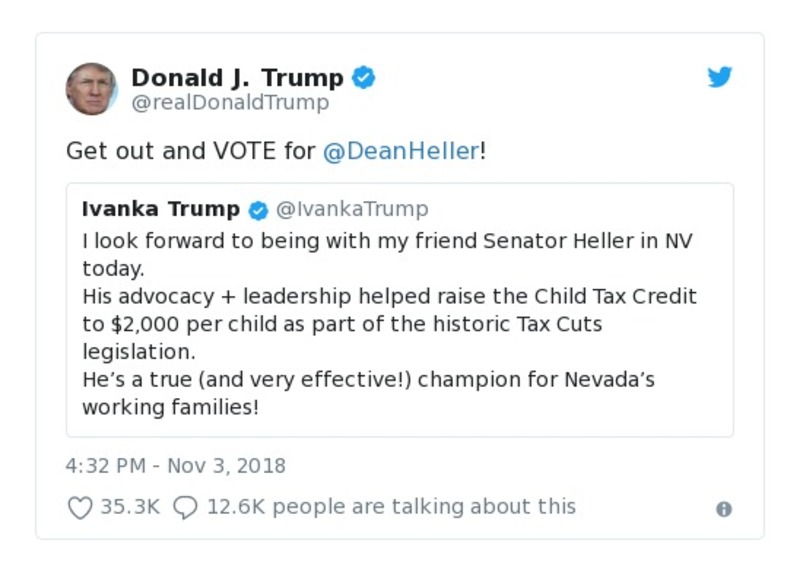 Donald J. Trump
@realDonaldTrump
Get out and VOTE for @DeanHeller!
Ivanka Trump @IvankaTrump
I look forward to being with my friend Senator Heller in NV
today.
His advocacy + leadership helped raise the Child Tax Credit
to $2,000 per child as part of the historic Tax Cuts
legislation.
He’s a true (and very effective!) champion for Nevada’s
working families!
4:32 PM - Nov 3, 2018
35.3K 12.6K people are talking about this